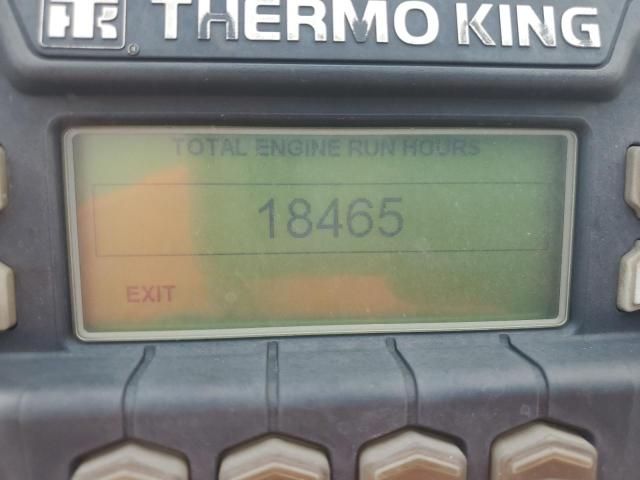 THERMO KING
®
TOTAL ENGINE RUN HOURS
18465
EXIT